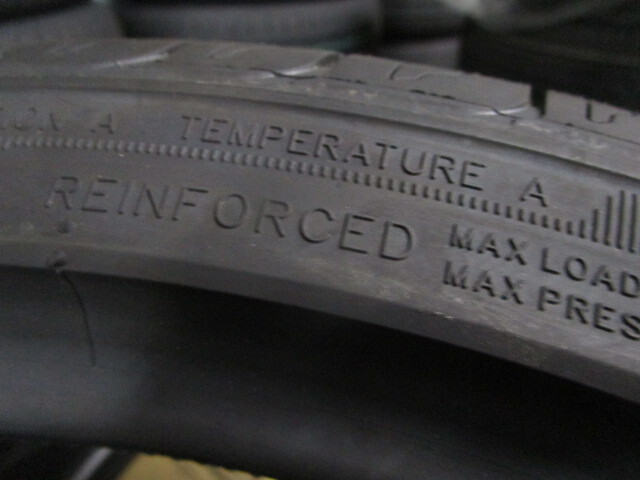 A TEMPERATURE A
REINFORCED
MAX LOAD
MAX PRES